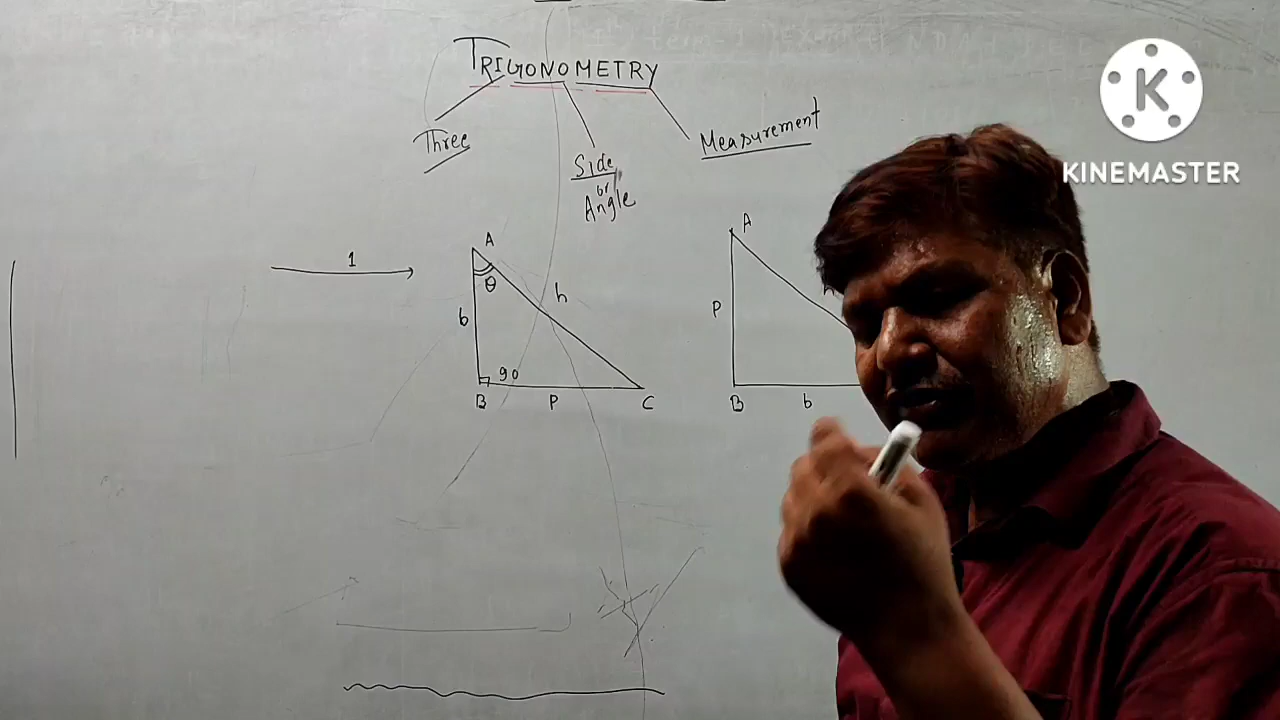 TRIGONOMETRY
Three
Side
or
Angle
Measurement
1
A
θ
b
h
90
B
P
C
A
P
h
B
b
K
KINEMASTER